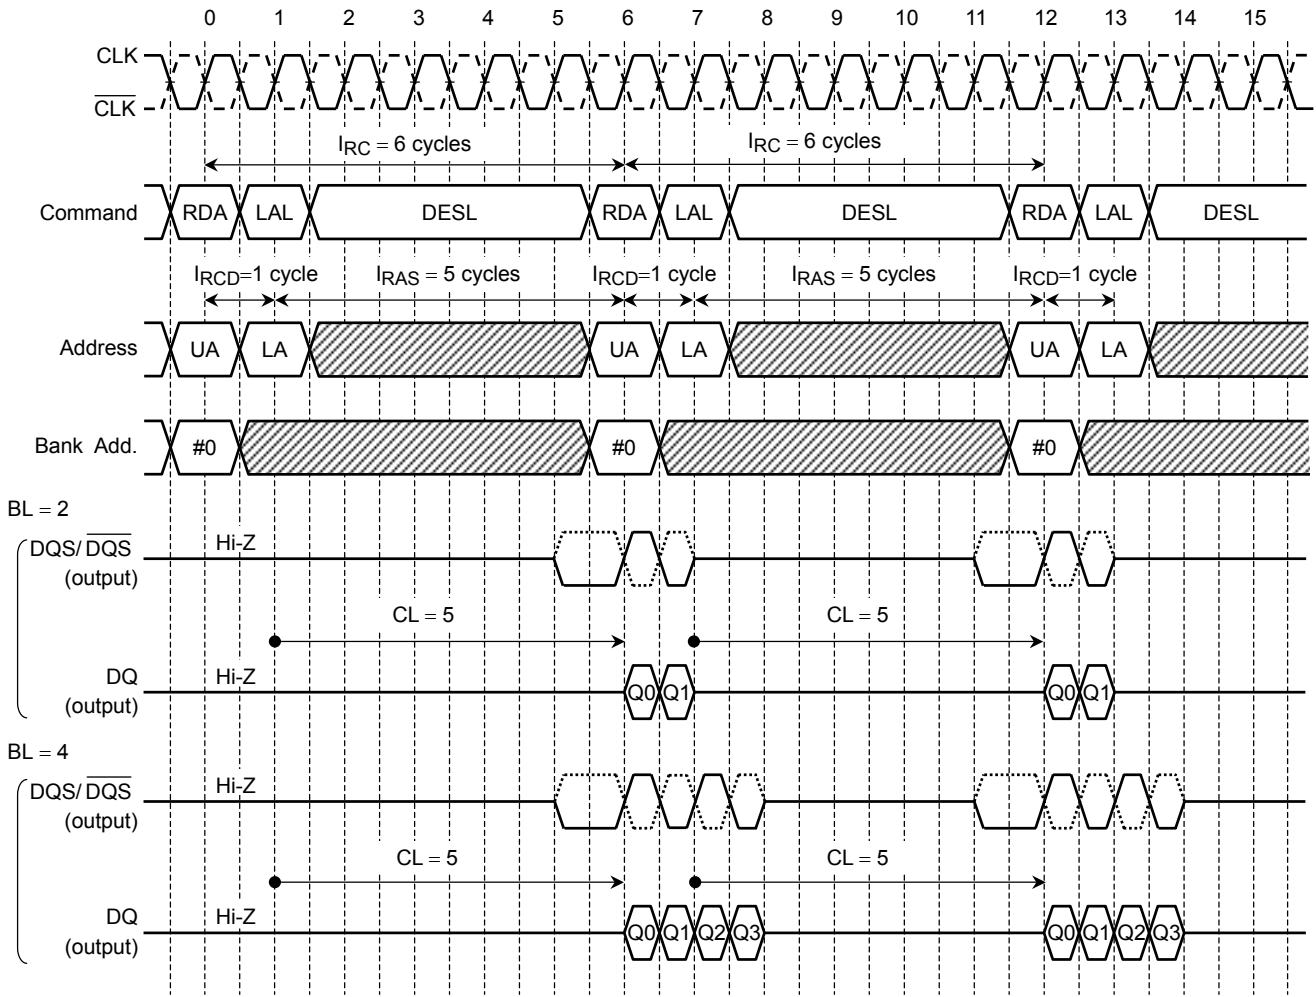 0 1 2 3 4 5 6 7 8 9 10 11 12 13 14 15
CLK
CLK
IRC = 6 cycles IRC = 6 cycles
Command RDA LAL DESL RDA LAL DESL RDA LAL DESL
IRCD=1 cycle IRAS = 5 cycles IRCD=1 cycle IRAS = 5 cycles IRCD=1 cycle
Address UA LA UA LA UA LA
Bank Add. #0 #0 #0
BL = 2
DQS/DQS Hi-Z
(output)
CL = 5 CL = 5
DQ Hi-Z Q0 Q1 Q0 Q1
(output)
BL = 4
DQS/DQS Hi-Z
(output)
CL = 5 CL = 5
DQ Hi-Z Q0 Q1 Q2 Q3 Q0 Q1 Q2 Q3
(output)